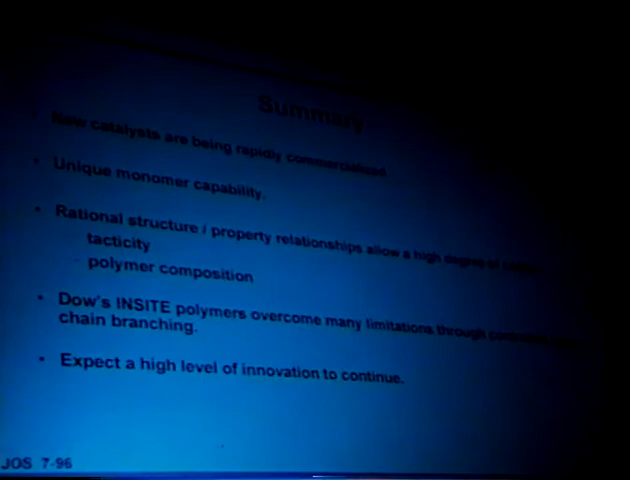 Summary
• New catalysts are being rapidly commercialized.
• Unique monomer capability.
• Rational structure / property relationships allow a high degree of
tacticity
- polymer composition
• Dow's INSITE polymers overcome many limitations through
chain branching.
• Expect a high level of innovation to continue.
JOS 7-96